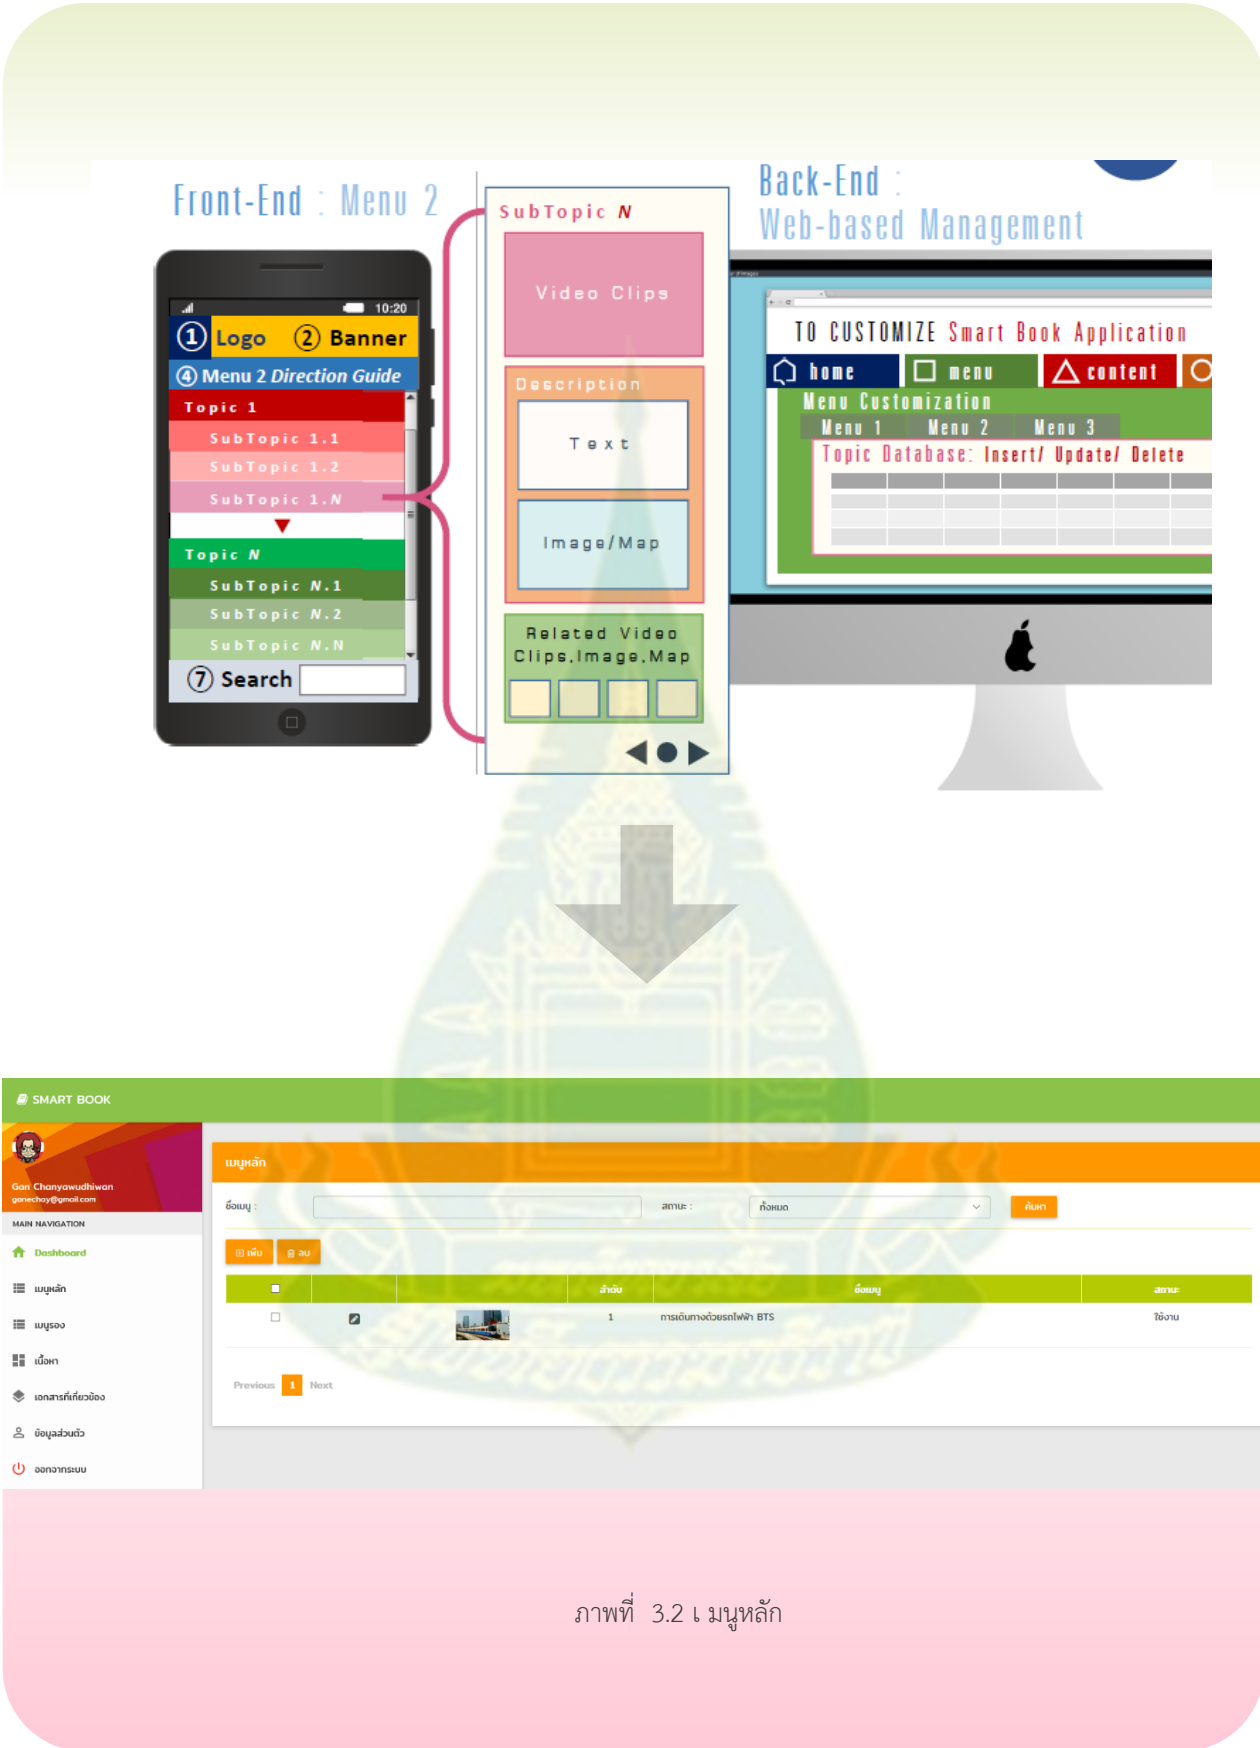 Front-End : Menu 2
10:20
1 Logo 2 Banner
4 Menu 2 Direction Guide
Topic 1
SubTopic 1.1
SubTopic 1.2
SubTopic 1.N
Topic N
SubTopic N.1
SubTopic N.2
SubTopic N.N
7 Search
SubTopic N
Video Clips
Description
Text
Image/Map
Related Video
Clips,Image,Map
Back-End :
Web-based Management
TO CUSTOMIZE Smart Book Application
home menu content
Menu Customization
Menu 1 Menu 2 Menu 3
Topic Database: Insert/ Update/ Delete
SMART BOOK
Gan Chanyawudhiwan
ganechay@gmail.com
MAIN NAVIGATION
Dashboard
เมนูหลัก
เมนูรอง
เนื้อหา
เอกสารที่เกี่ยวข้อง
ข้อมูลส่วนตัว
ออกจากระบบ
เมนูหลัก
ชื่อเมนู : สถานะ : ทั้งหมด ค้นหา
เพิ่ม ลบ
ลำดับ ชื่อเมนู สถานะ
1 การเดินทางด้วยรถไฟฟ้า BTS ใช้งาน
Previous 1 Next
ภาพที่ 3.2 เ มนูหลัก